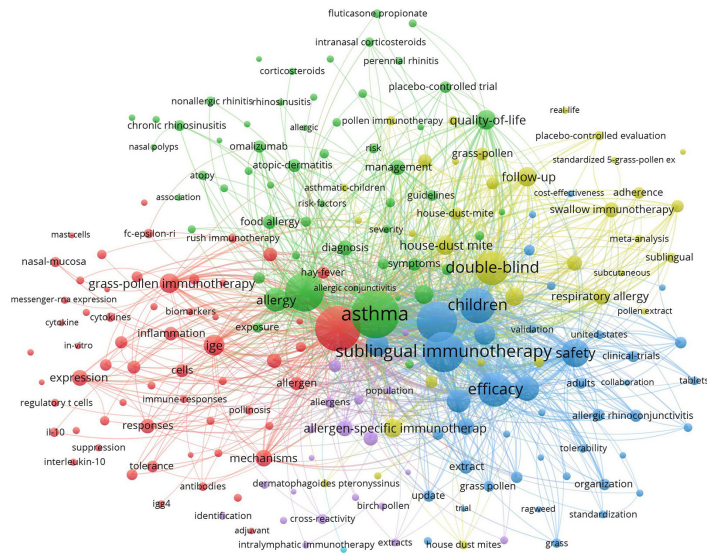 fluticasone propionate
intranasal corticosteroids
perennial rhinitis
corticosteroids
placebo-controlled trial
nonallergic rhinitis
rhinosinusitis
real-life
quality-of-life
pollen immunotherapy
chronic rhinosinusitis
allergic
placebo-controlled evaluation
omalizumab
nasal polyps
risk
grass-pollen
standardized 5-grass-pollen ex
atopic-dermatitis
management
atopy
follow-up
asthmatic-children
cost-effectiveness
adherence
association
guidelines
risk-factors
house-dust-mite
swallow immunotherapy
food allergy
severity
mast-cells
fc-epsilon-ri
rush immunotherapy
meta-analysis
diagnosis
house-dust mite
nasal-mucosa
symptoms
sublingual
double-blind
hay-fever
subcutaneous
grass-pollen immunotherapy
allergic conjunctivitis
respiratory allergy
messenger-rna expression
allergy
children
biomarkers
pollen extract
asthma
cytokine
cytokines
exposure
inflammation
validation
united-states
in-vitro
ige
sublingual immunotherapy
safety
clinical-trials
cells
expression
allergen
population
efficacy
adults
collaboration
tablets
regulatory t cells
immune-responses
allergens
pollinosis
allergic rhinoconjunctivitis
il-10
responses
allergen-specific immunotherap
suppression
tolerability
interleukin-10
tolerance
mechanisms
extract
dermatophagoides pteronyssinus
organization
antibodies
grass pollen
update
birch pollen
igg4
trial
ragweed
identification
cross-reactivity
standardization
adjuvant
intralymphatic immunotherapy
extracts
house dust mites
grass